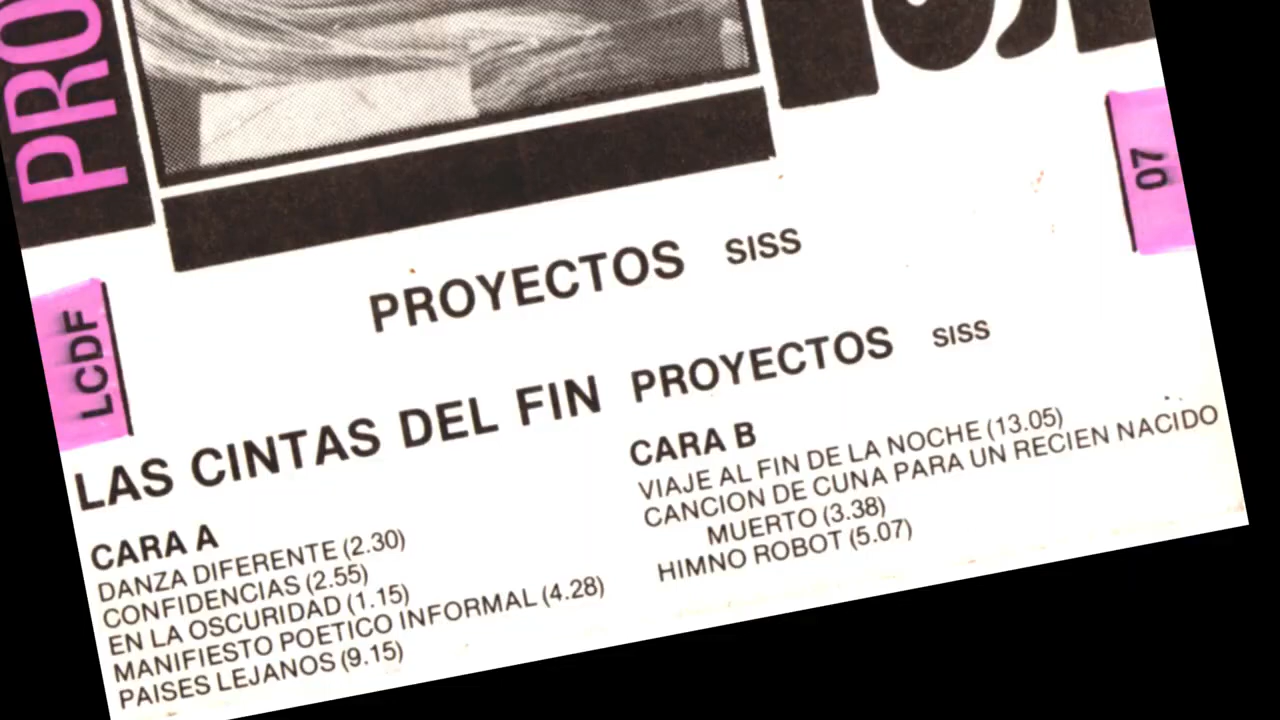 PRO
07
PROYECTOS SISS
LCDF
LAS CINTAS DEL FIN PROYECTOS SISS
CARA A
DANZA DIFERENTE (2.30)
CONFIDENCIAS (2.55)
EN LA OSCURIDAD (1.15)
MANIFIESTO POETICO INFORMAL (4.28)
PAISES LEJANOS (9.15)
CARA B
VIAJE AL FIN DE LA NOCHE (13.05)
CANCION DE CUNA PARA UN RECIEN NACIDO
MUERTO (3.38)
HIMNO ROBOT (5.07)